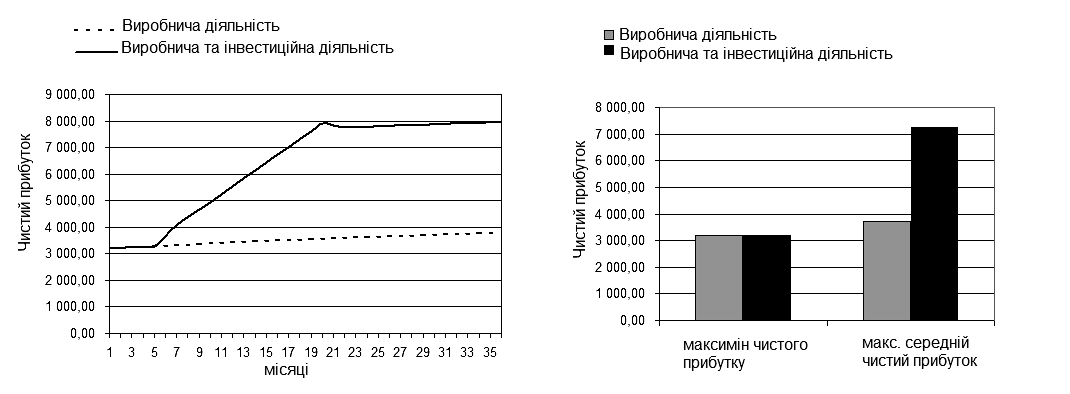 Виробнича діяльність
Виробнича та інвестиційна діяльність
Чистий прибуток
9 000,00
8 000,00
7 000,00
6 000,00
5 000,00
4 000,00
3 000,00
2 000,00
1 000,00
0,00
1 3 5 7 9 11 13 15 17 19 21 23 25 27 29 31 33 35
місяці
Виробнича діяльність
Виробнича та інвестиційна діяльність
Чистий прибуток
8 000,00
7 000,00
6 000,00
5 000,00
4 000,00
3 000,00
2 000,00
1 000,00
0,00
максимін чистого
прибутку
макс. середній
чистий прибуток